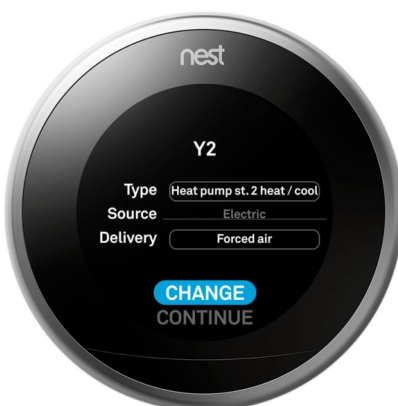 nest
Y2
Type Heat pump st. 2 heat / cool
Source Electric
Delivery Forced air
CHANGE
CONTINUE